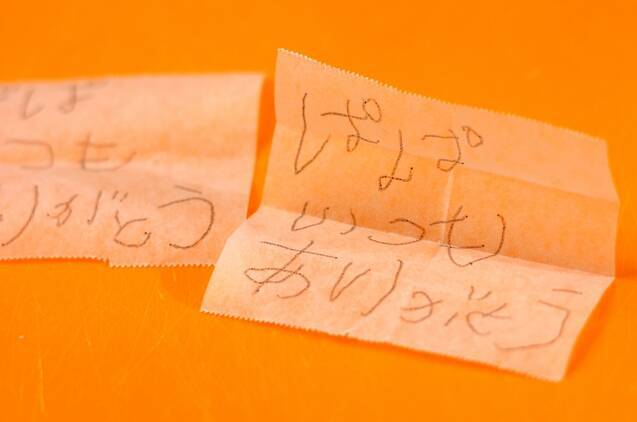 ぱ
つも
りがとう
ぱぱ
いつも
ありがとう